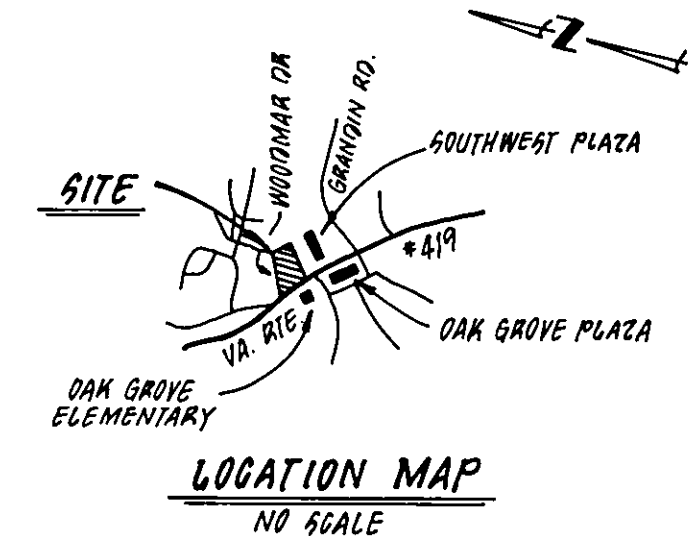 N
WOODMAR DR
GRANDIN RD.
SOUTHWEST PLAZA
SITE
#419
VA. RTE
OAK GROVE PLAZA
OAK GROVE
ELEMENTARY
LOCATION MAP
NO SCALE